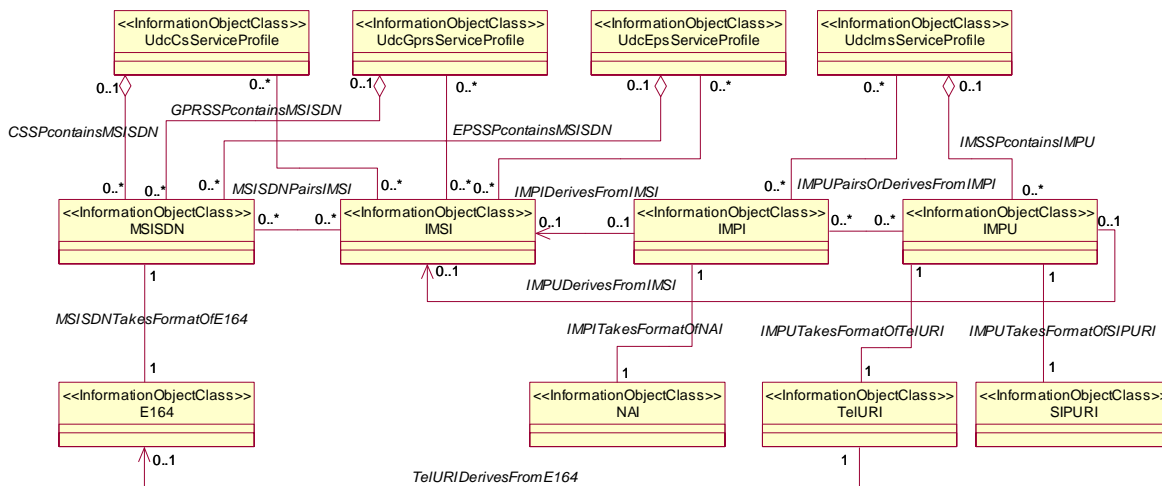 <<InformationObjectClass>>
UdcCsServiceProfile
<<InformationObjectClass>>
UdcGprsServiceProfile
<<InformationObjectClass>>
UdcEpsServiceProfile
<<InformationObjectClass>>
UdcImsServiceProfile
0..1
0..*
0..1
0..*
0..1
0..*
0..*
0..1
GPRSSPcontainsMSISDN
CSSPcontainsMSISDN
EPSSPcontainsMSISDN
IMSSPcontainsIMPU
0..*
0..*
0..*
MSISDNPairsIMSI
0..*
0..*
0..*
IMPIDerivesFromIMSI
0..*
IMPUPairsOrDerivesFromIMPI
0..*
<<InformationObjectClass>>
MSISDN
0..*
0..*
<<InformationObjectClass>>
IMSI
0..1
0..1
<<InformationObjectClass>>
IMPI
0..*
0..*
<<InformationObjectClass>>
IMPU
0..1
1
0..1
IMPUDerivesFromIMSI
1
1
1
MSISDNTakesFormatOfE164
IMPITakesFormatOfNAI
IMPUTakesFormatOfTelURI
IMPUTakesFormatOfSIPURI
1
1
1
1
<<InformationObjectClass>>
E164
<<InformationObjectClass>>
NAI
<<InformationObjectClass>>
TelURI
<<InformationObjectClass>>
SIPURI
0..1
TelURIDerivesFromE164
1